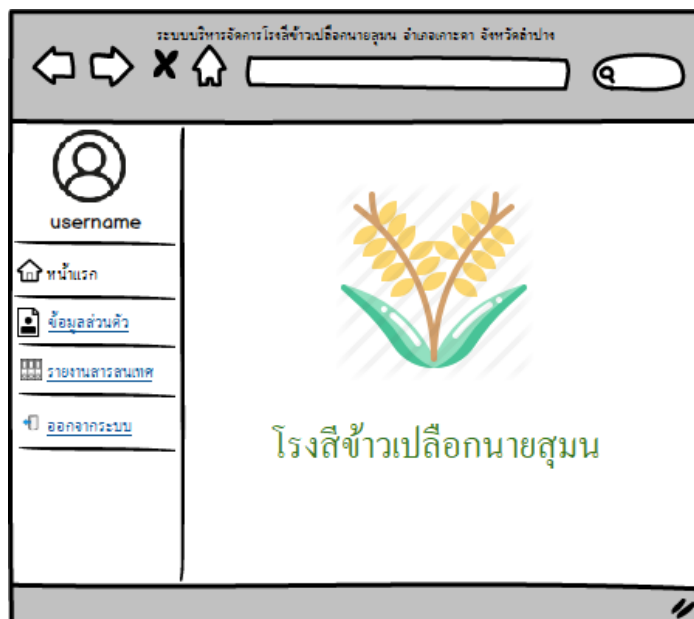 ระบบบริหารจัดการโรงสีข้าวเปลือกนายสุมน อำเภอเกาะคา จังหวัดลำปาง
username
หน้าแรก
ข้อมูลส่วนตัว
รายงานสารสนเทศ
ออกจากระบบ
โรงสีข้าวเปลือกนายสุมน